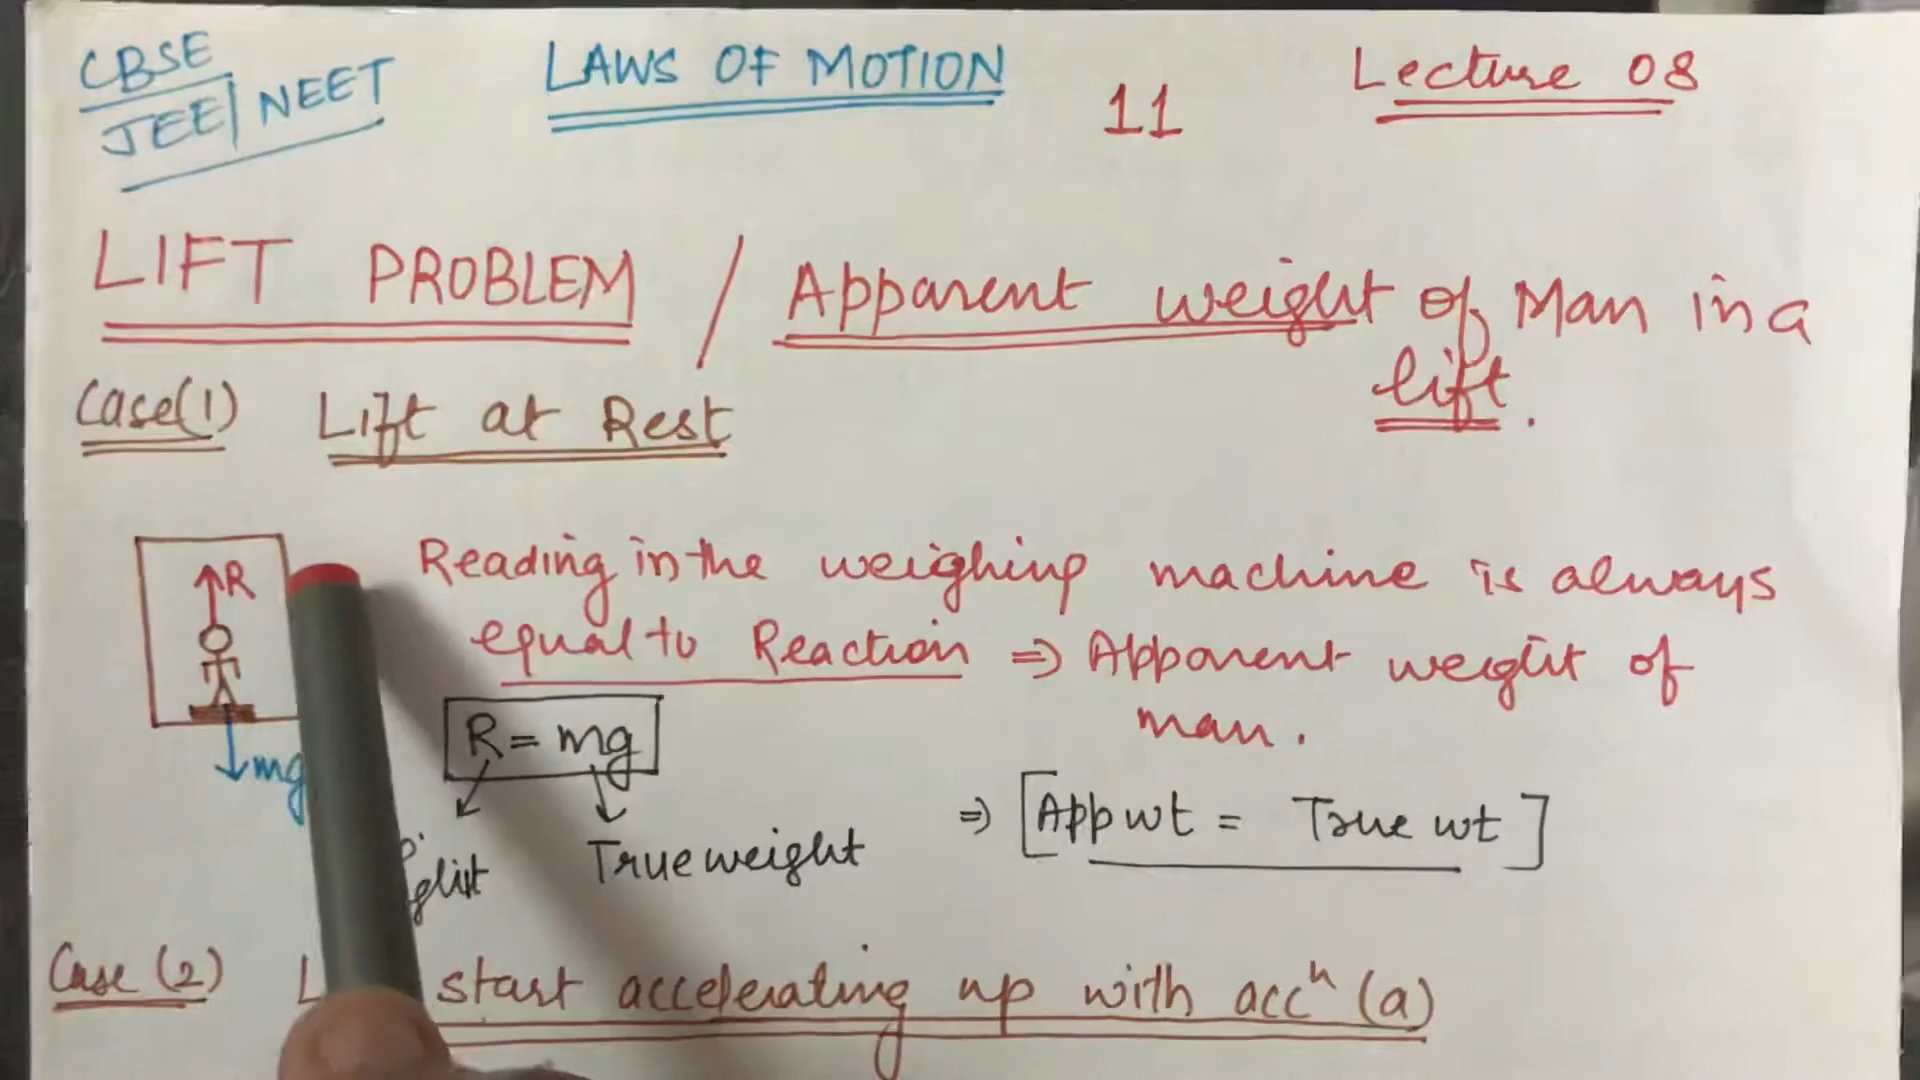 CBSE
JEE/NEET
LAWS OF MOTION
11
Lecture 08
LIFT PROBLEM / Apparent weight of Man in a
lift.
Case(1) Lift at Rest
R
mg
Reading in the weighing machine is always
equal to Reaction ⇒ Apparent weight of
man.
R = mg
True weight
⇒ [App wt = True wt]
Case (2) start accelerating up with accⁿ (a)